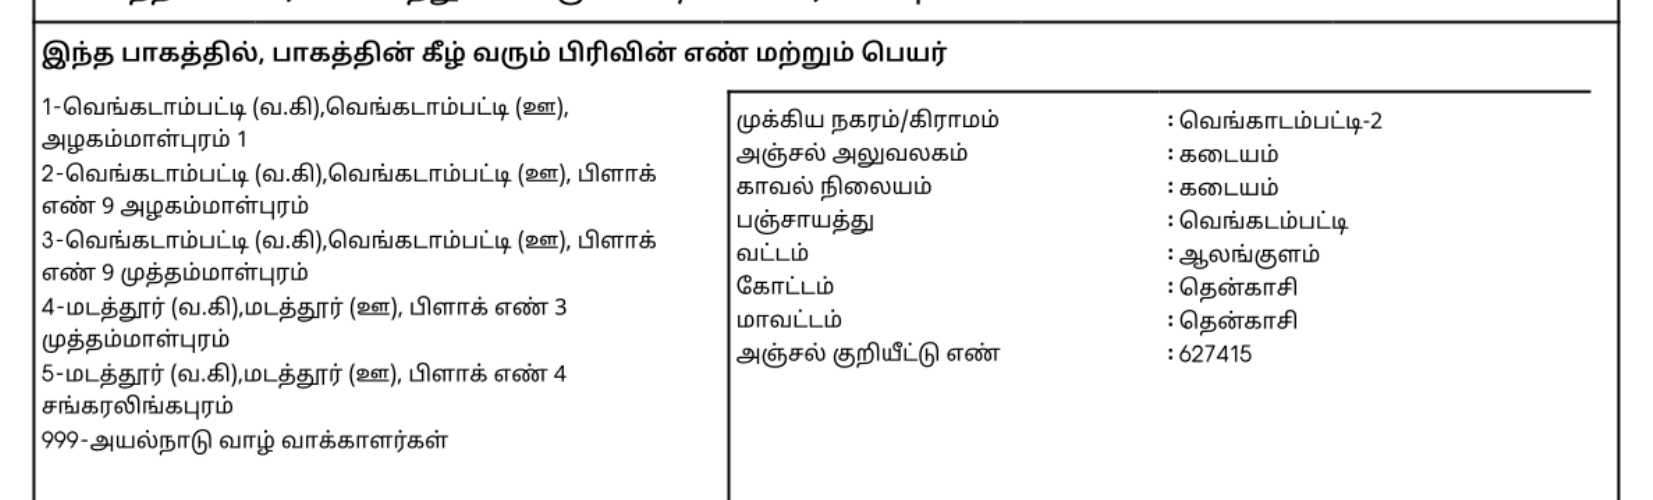 இந்த பாகத்தில், பாகத்தின் கீழ் வரும் பிரிவின் எண் மற்றும் பெயர்
1-வெங்கடாம்பட்டி (வ.கி),வெங்கடாம்பட்டி (ஊ),
அழகம்மாள்புரம் 1
2-வெங்கடாம்பட்டி (வ.கி),வெங்கடாம்பட்டி (ஊ), பிளாக்
எண் 9 அழகம்மாள்புரம்
3-வெங்கடாம்பட்டி (வ.கி),வெங்கடாம்பட்டி (ஊ), பிளாக்
எண் 9 முத்தம்மாள்புரம்
4-மடத்தூர் (வ.கி),மடத்தூர் (ஊ), பிளாக் எண் 3
முத்தம்மாள்புரம்
5-மடத்தூர் (வ.கி),மடத்தூர் (ஊ), பிளாக் எண் 4
சங்கரலிங்கபுரம்
999-அயல்நாடு வாழ் வாக்காளர்கள்
முக்கிய நகரம்/கிராமம் : வெங்காடம்பட்டி-2
அஞ்சல் அலுவலகம் : கடையம்
காவல் நிலையம் : கடையம்
பஞ்சாயத்து : வெங்கடம்பட்டி
வட்டம் : ஆலங்குளம்
கோட்டம் : தென்காசி
மாவட்டம் : தென்காசி
அஞ்சல் குறியீட்டு எண் : 627415